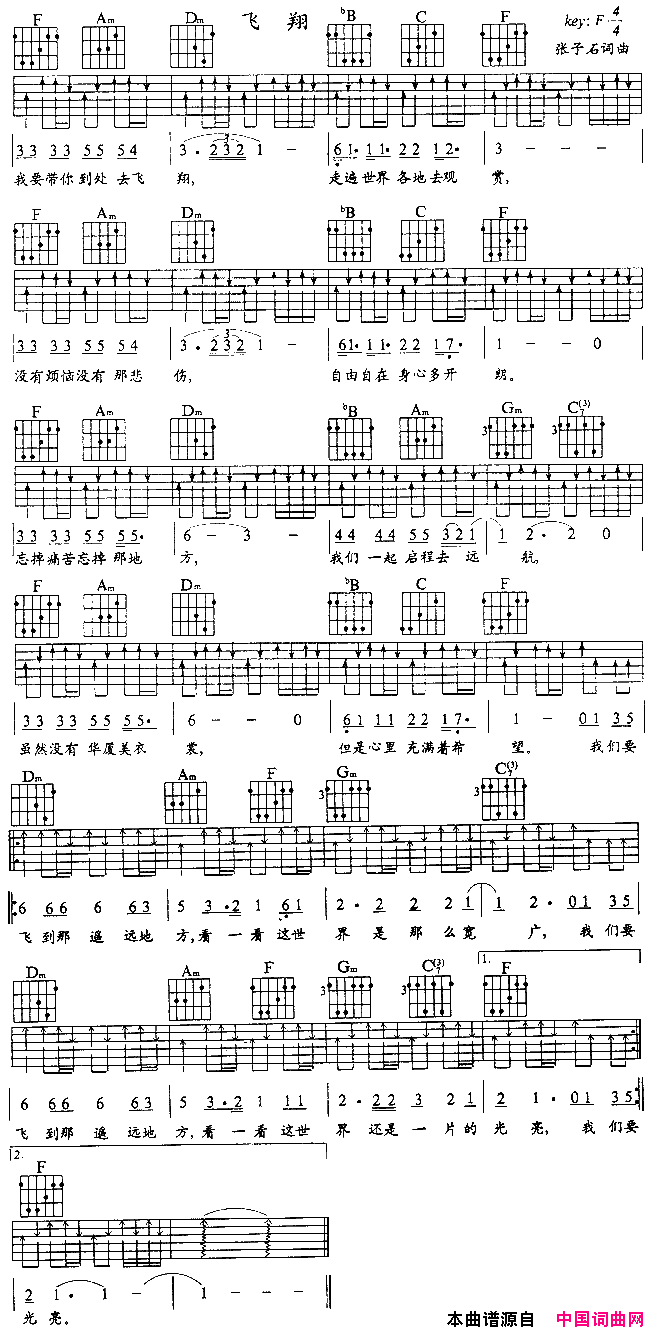 飞 翔
key: F 4/4
张子石词曲
F Am Dm bB C F
33 33 55 54 | 3 · 232 1 - | 61· 11· 22 12· | 3 - - -
我要带你到处去飞 翔, 走遍世界各地去观 赏,
F Am Dm bB C F
33 33 55 54 | 3 · 232 1 - | 61· 11· 22 17· | 1 - - 0
没有烦恼没有那悲 伤, 自由自在身心多开 朗。
F Am Dm bB Am Gm C7(3)
33 33 55 55· | 6 - 3 - | 44 44 55 321 | 1 2· 2 0
忘掉痛苦忘掉那地 方, 我们一起启程去远 航,
F Am Dm bB C F
33 33 55 55· | 6 - - 0 | 61 11 22 17· | 1 - 01 35
虽然没有华厦美衣 裳, 但是心里充满着希 望。 我们要
Dm Am F Gm C7(3)
6 66 6 63 | 5 3·2 1 61 | 2· 2 2 21 | 1 2· 01 35
飞到那遥远地 方,看一看这世 界是那么宽 广, 我们要
Dm Am F Gm C7(3) 1. F
6 66 6 63 | 5 3·2 1 11 | 2· 22 3 21 | 2 1· 01 35
飞到那遥远地 方,看一看这世 界还是一片的 光亮, 我们要
2. F
2 1· 1 - | 1 - - -
光亮。
本曲谱源自 中国词曲网